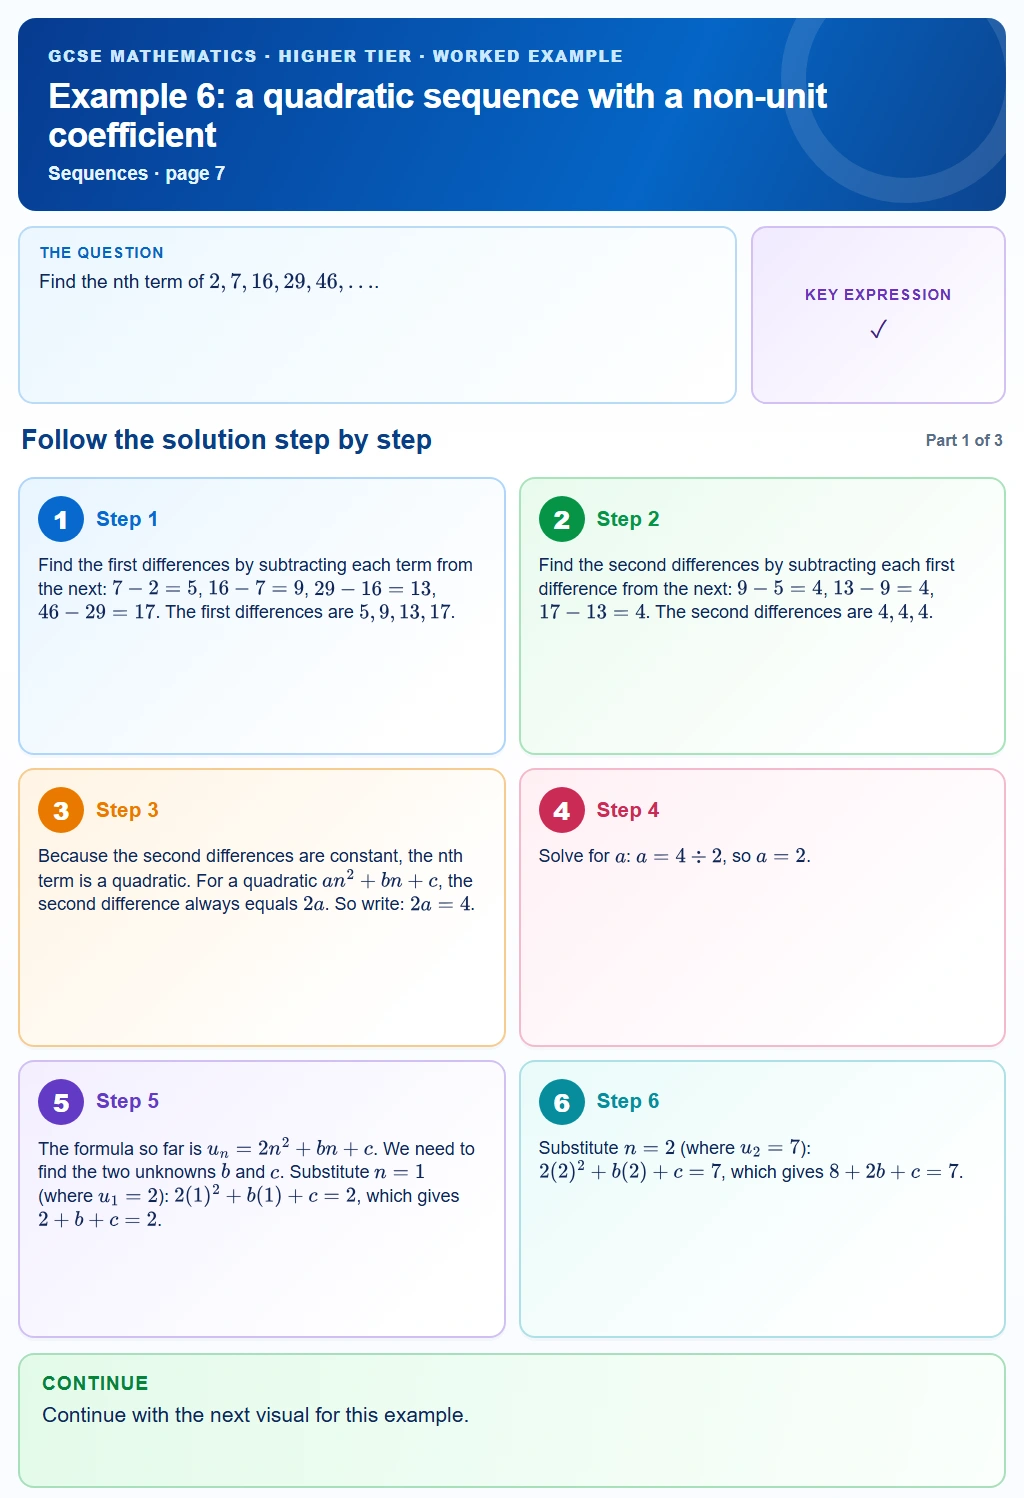 GCSE MATHEMATICS · HIGHER TIER · WORKED EXAMPLE
Example 6: a quadratic sequence with a non-unit
coefficient
Sequences · page 7
THE QUESTION
Find the nth term of 2, 7, 16, 29, 46, . . ..
KEY EXPRESSION
✓
Follow the solution step by step
Part 1 of 3
1 Step 1
Find the first differences by subtracting each term from
the next: 7 − 2 = 5, 16 − 7 = 9, 29 − 16 = 13,
46 − 29 = 17. The first differences are 5, 9, 13, 17.
2 Step 2
Find the second differences by subtracting each first
difference from the next: 9 − 5 = 4, 13 − 9 = 4,
17 − 13 = 4. The second differences are 4, 4, 4.
3 Step 3
Because the second differences are constant, the nth
term is a quadratic. For a quadratic an² + bn + c, the
second difference always equals 2a. So write: 2a = 4.
4 Step 4
Solve for a: a = 4 ÷ 2, so a = 2.
5 Step 5
The formula so far is uₙ = 2n² + bn + c. We need to
find the two unknowns b and c. Substitute n = 1
(where u₁ = 2): 2(1)² + b(1) + c = 2, which gives
2 + b + c = 2.
6 Step 6
Substitute n = 2 (where u₂ = 7):
2(2)² + b(2) + c = 7, which gives 8 + 2b + c = 7.
CONTINUE
Continue with the next visual for this example.